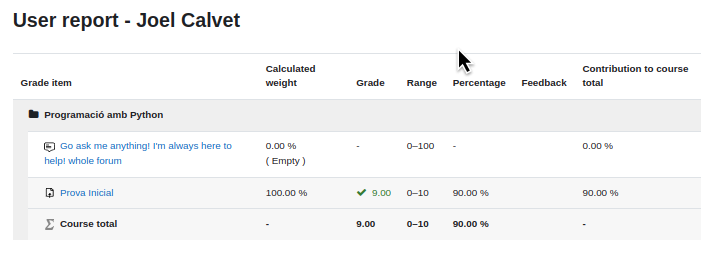 User report - Joel Calvet
Grade item Calculated weight Grade Range Percentage Feedback Contribution to course total
Programació amb Python
Go ask me anything! I'm always here to help! whole forum 0.00 % ( Empty ) - 0–100 - 0.00 %
Prova Inicial 100.00 % 9.00 0–10 90.00 % 90.00 %
Course total - 9.00 0–10 90.00 % -